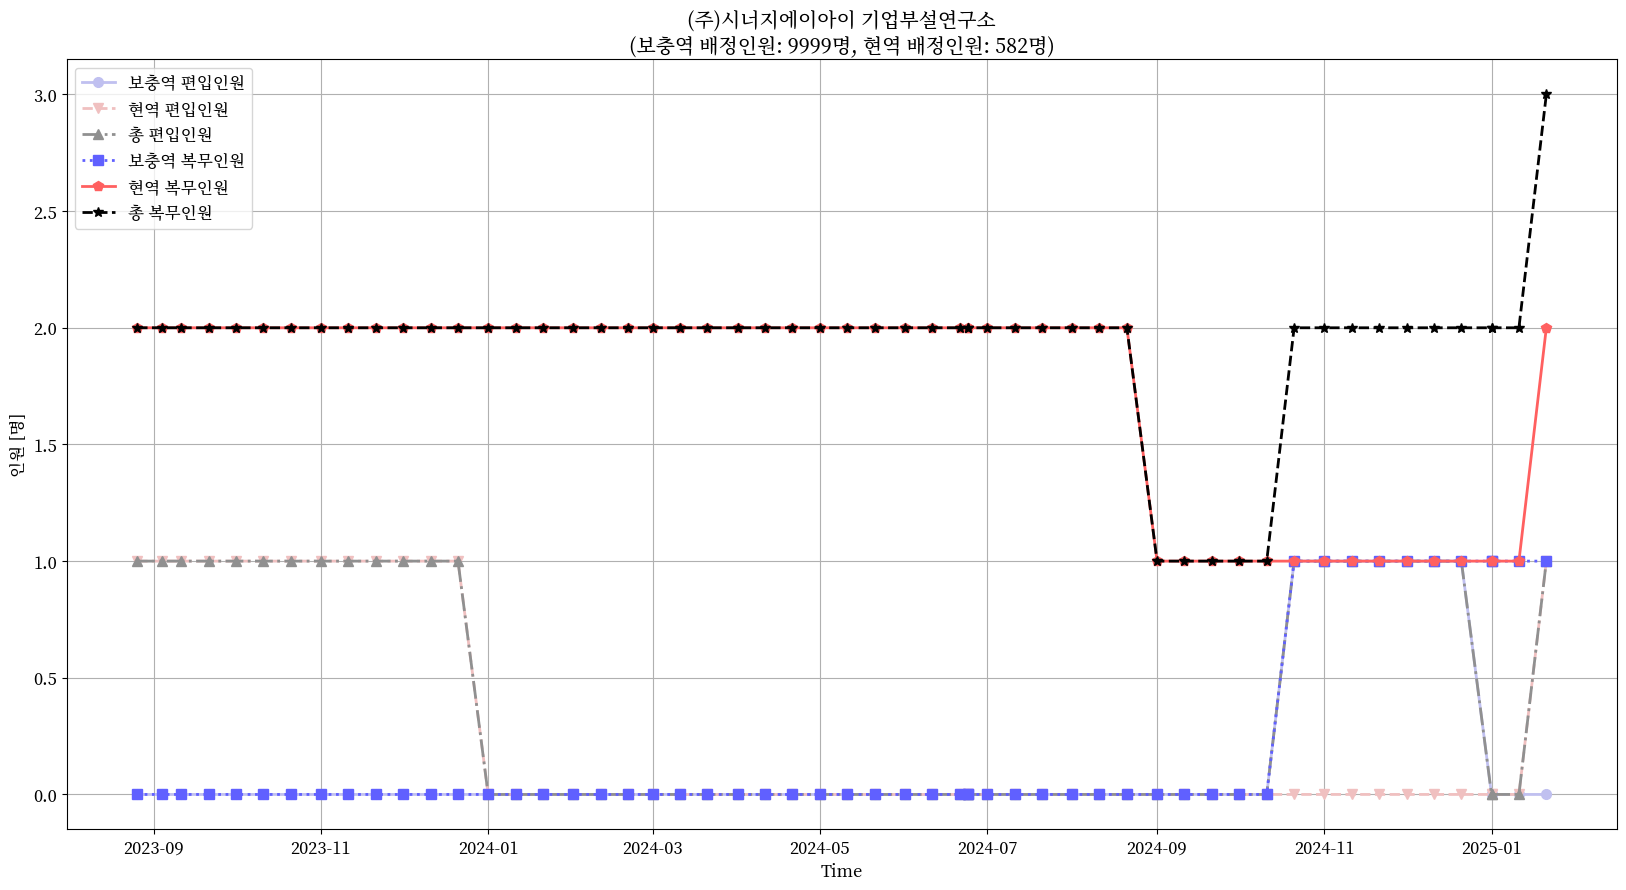 (주)시너지에이아이 기업부설연구소
(보충역 배정인원: 9999명, 현역 배정인원: 582명)
보충역 편입인원
현역 편입인원
총 편입인원
보충역 복무인원
현역 복무인원
총 복무인원
인원 [명]
3.0
2.5
2.0
1.5
1.0
0.5
0.0
2023-09
2023-11
2024-01
2024-03
2024-05
2024-07
2024-09
2024-11
2025-01
Time